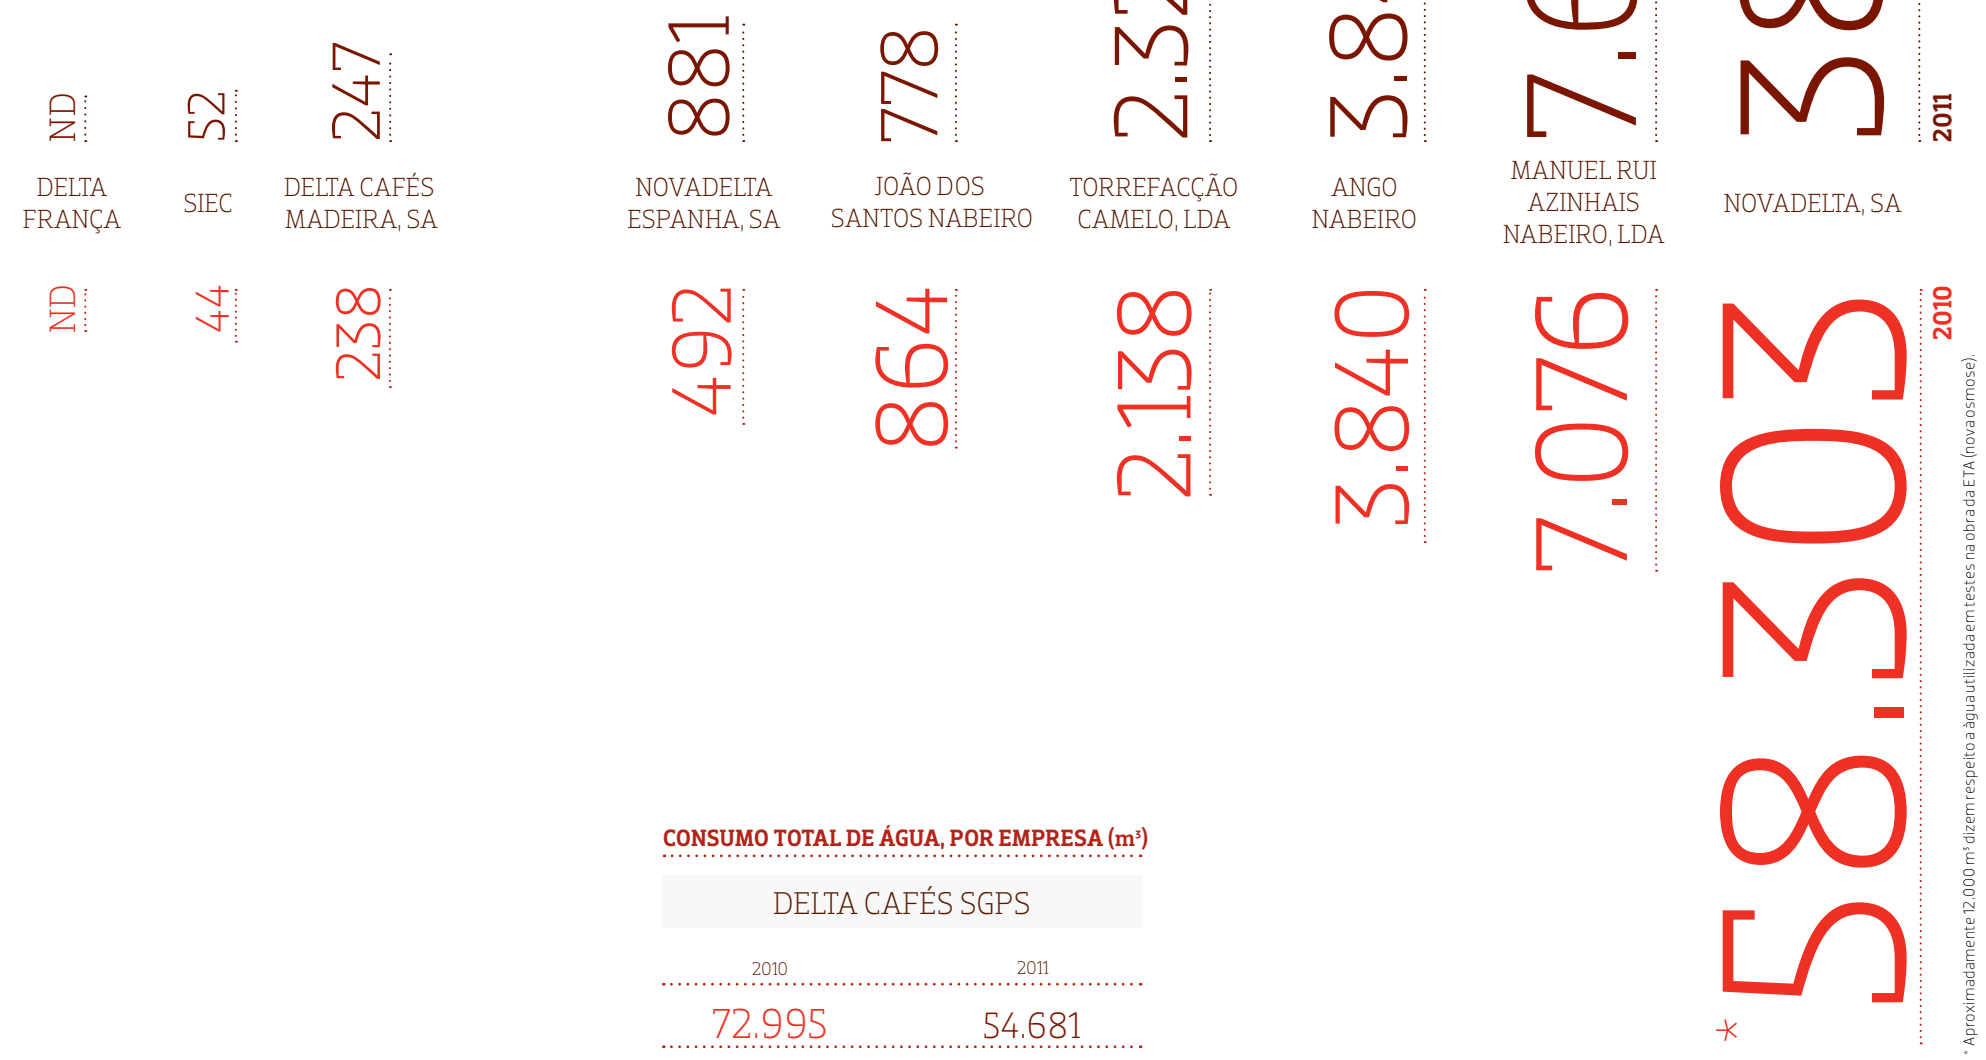 ND
52
247
881
778
2011
DELTA
FRANÇA
SIEC
DELTA CAFÉS
MADEIRA, SA
NOVADELTA
ESPANHA, SA
JOÃO DOS
SANTOS NABEIRO
TORREFACÇÃO
CAMELO, LDA
ANGO
NABEIRO
MANUEL RUI
AZINHAIS
NABEIRO, LDA
NOVADELTA, SA
ND
44
238
492
864
2.138
3.840
7.076
* 58.303
2010
* Aproximadamente 12.000 m³ dizem respeito a àgua utilizada em testes na obra da ETA (nova osmose).
CONSUMO TOTAL DE ÁGUA, POR EMPRESA (m³)
DELTA CAFÉS SGPS
2010 2011
72.995 54.681